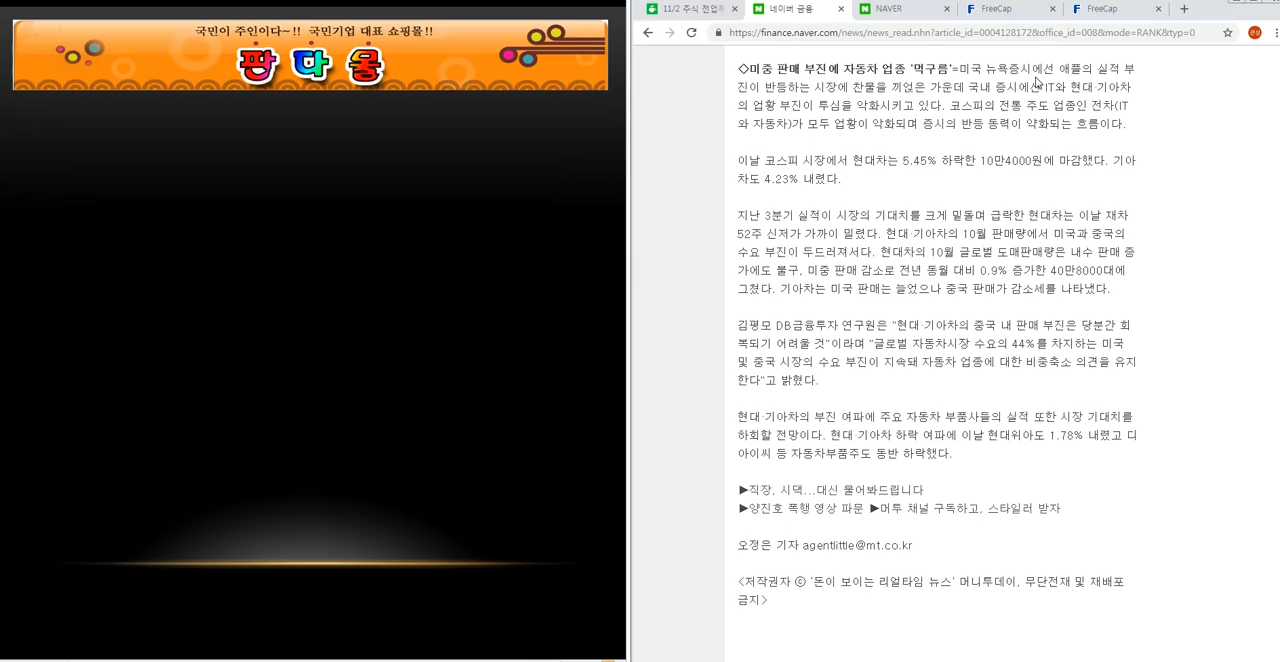 국민이 주인이다~!! 국민기업 대표 쇼핑몰!!
판다몰
11/2 주식 전업투
네이버 금융
NAVER
FreeCap
FreeCap
https://finance.naver.com/news/news_read.nhn?article_id=0004128172&office_id=008&mode=RANK&typ=0
◇미중 판매 부진에 자동차 업종 '먹구름'=미국 뉴욕증시에선 애플의 실적 부
진이 반등하는 시장에 찬물을 끼얹은 가운데 국내 증시에선 IT와 현대·기아차
의 업황 부진이 투심을 악화시키고 있다. 코스피의 전통 주도 업종인 전차(IT
와 자동차)가 모두 업황이 악화되며 증시의 반등 동력이 약화되는 흐름이다.
이날 코스피 시장에서 현대차는 5.45% 하락한 10만4000원에 마감했다. 기아
차도 4.23% 내렸다.
지난 3분기 실적이 시장의 기대치를 크게 밑돌며 급락한 현대차는 이날 재차
52주 신저가 가까이 밀렸다. 현대·기아차의 10월 판매량에서 미국과 중국의
수요 부진이 두드러져서다. 현대차의 10월 글로벌 도매판매량은 내수 판매 증
가에도 불구, 미중 판매 감소로 전년 동월 대비 0.9% 증가한 40만8000대에
그쳤다. 기아차는 미국 판매는 늘었으나 중국 판매가 감소세를 나타냈다.
김평모 DB금융투자 연구원은 "현대·기아차의 중국 내 판매 부진은 당분간 회
복되기 어려울 것"이라며 "글로벌 자동차시장 수요의 44%를 차지하는 미국
및 중국 시장의 수요 부진이 지속돼 자동차 업종에 대한 비중축소 의견을 유지
한다"고 밝혔다.
현대·기아차의 부진 여파에 주요 자동차 부품사들의 실적 또한 시장 기대치를
하회할 전망이다. 현대·기아차 하락 여파에 이날 현대위아도 1.78% 내렸고 디
아이씨 등 자동차부품주도 동반 하락했다.
▶직장, 시댁...대신 물어봐드립니다
▶양진호 폭행 영상 파문 ▶머투 채널 구독하고, 스타일러 받자
오정은 기자 agentlittle@mt.co.kr
<저작권자 ⓒ '돈이 보이는 리얼타임 뉴스' 머니투데이, 무단전재 및 재배포
금지>